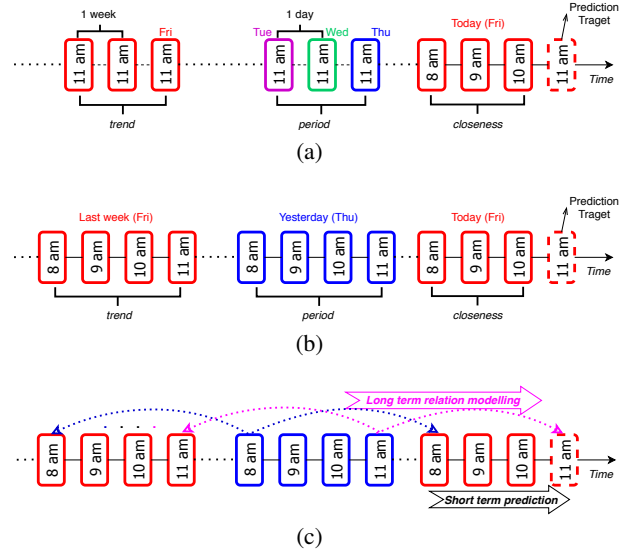 1 week
Fri
Tue
1 day
Wed
Thu
Today (Fri)
Prediction
Traget
11 am
11 am
11 am
11 am
11 am
11 am
8 am
9 am
10 am
11 am
Time
trend
period
closeness
(a)
Last week (Fri)
Yesterday (Thu)
Today (Fri)
Prediction
Traget
8 am
9 am
10 am
11 am
8 am
9 am
10 am
11 am
8 am
9 am
10 am
11 am
Time
trend
period
closeness
(b)
Long term relation modelling
8 am
9 am
10 am
11 am
8 am
9 am
10 am
11 am
8 am
9 am
10 am
11 am
Time
Short term prediction
(c)